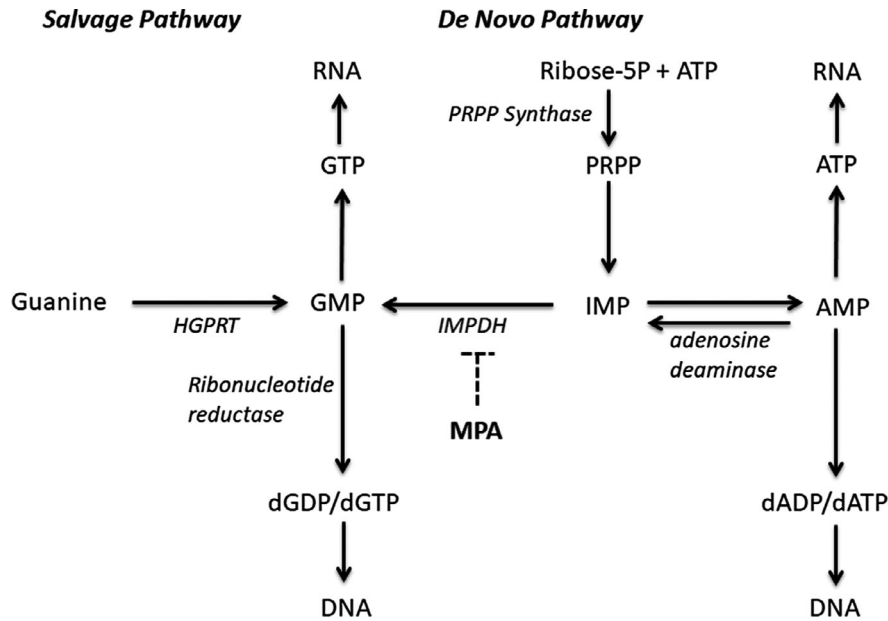 Salvage Pathway
De Novo Pathway
RNA
Ribose-5P + ATP
RNA
PRPP Synthase
GTP
PRPP
ATP
Guanine
GMP
IMP
AMP
HGPRT
IMPDH
adenosine
deaminase
Ribonucleotide
reductase
MPA
dGDP/dGTP
dADP/dATP
DNA
DNA